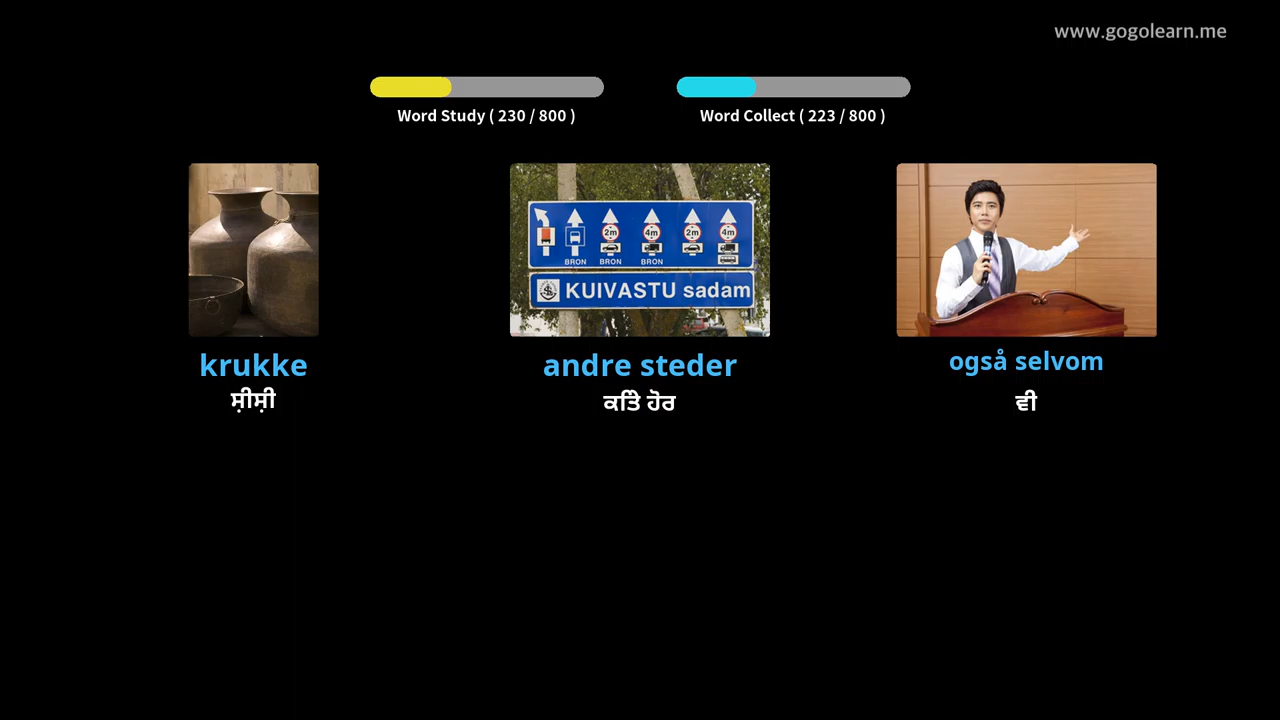 www.gogolearn.me
Word Study ( 230 / 800 )
Word Collect ( 223 / 800 )
2m 4m 2m 4m
BRON BRON BRON
KUIVASTU sadam
krukke
andre steder
også selvom
ਸ਼ੀਸ਼ੀ
ਕਤਿੇ ਹੋਰ
ਵੀ